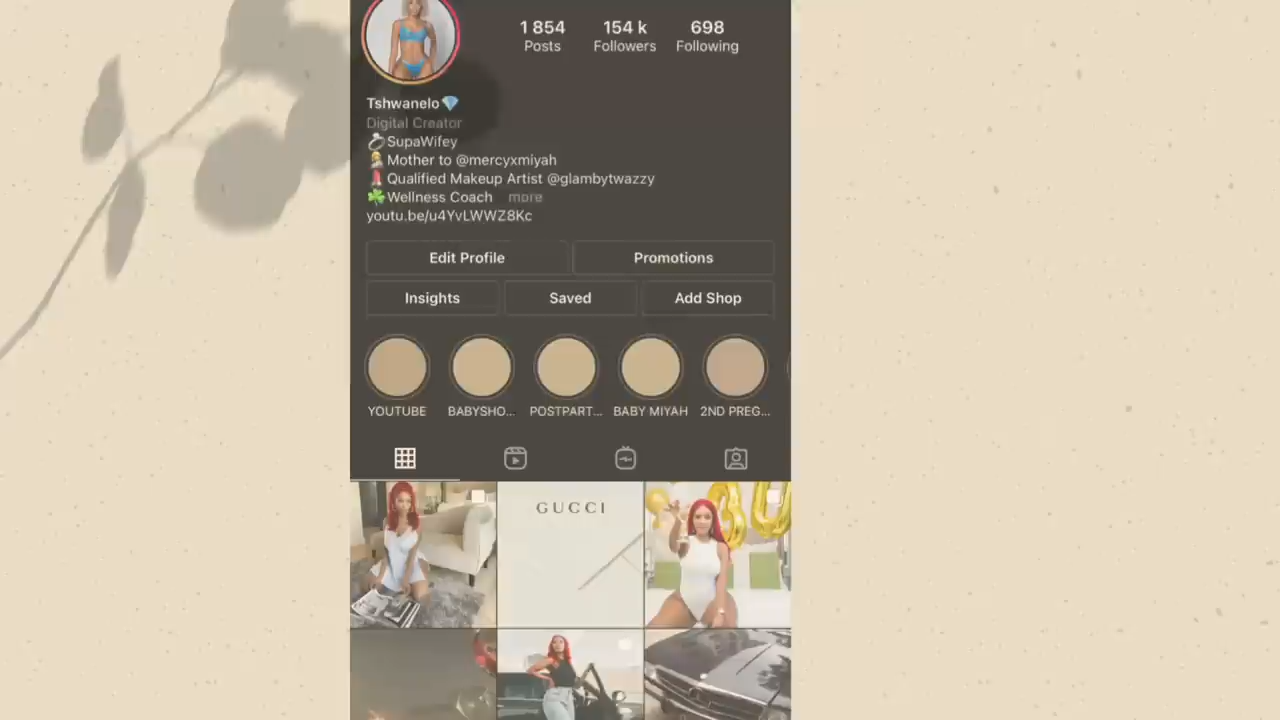 1 854 154 k 698
Posts Followers Following
Tshwanelo💎
Digital Creator
💍SupaWifey
👩‍🍼Mother to @mercyxmiyah
💄Qualified Makeup Artist @glambytwazzy
☘️Wellness Coach more
youtu.be/u4YvLWWZ8Kc
Edit Profile Promotions
Insights Saved Add Shop
YOUTUBE BABYSHO... POSTPART... BABY MIYAH 2ND PREG...
GUCCI
30